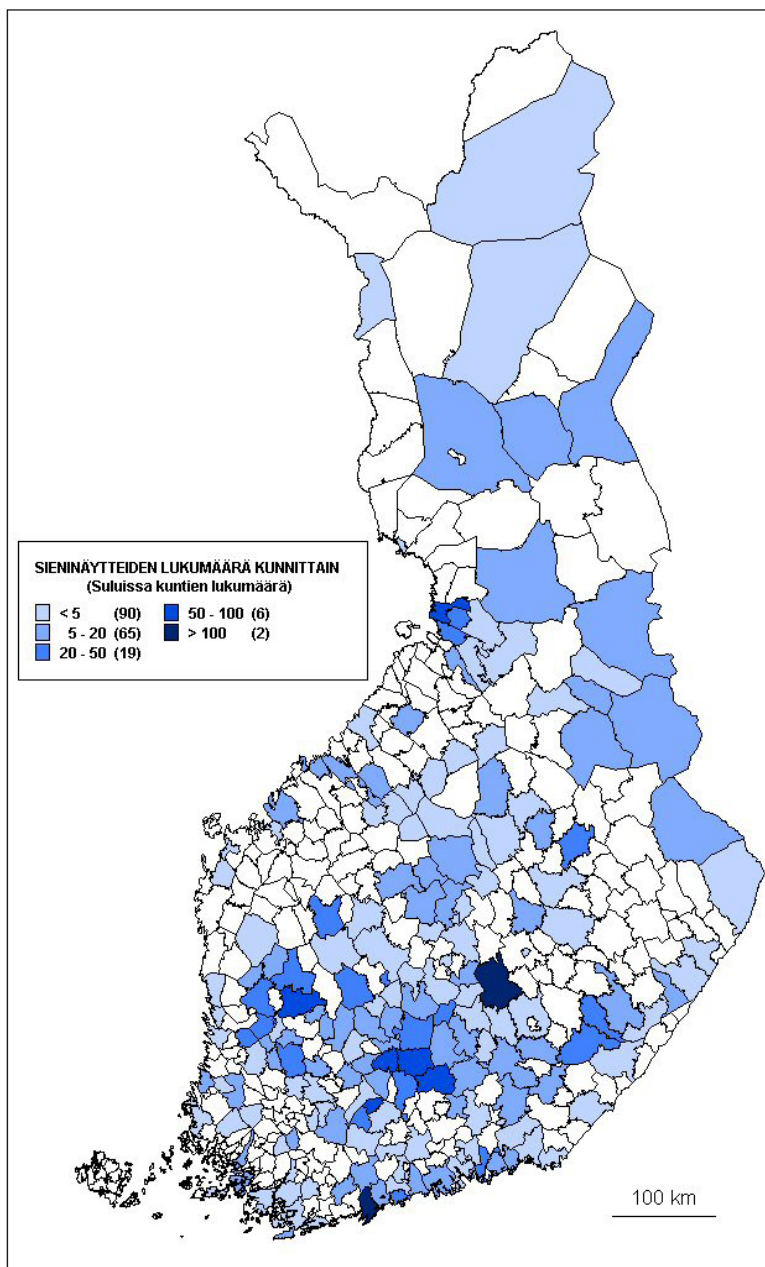 SIENINÄYTTEIDEN LUKUMÄÄRÄ KUNNITTAIN
(Suluissa kuntien lukumäärä)
< 5 (90) 50 - 100 (6)
5 - 20 (65) > 100 (2)
20 - 50 (19)
100 km